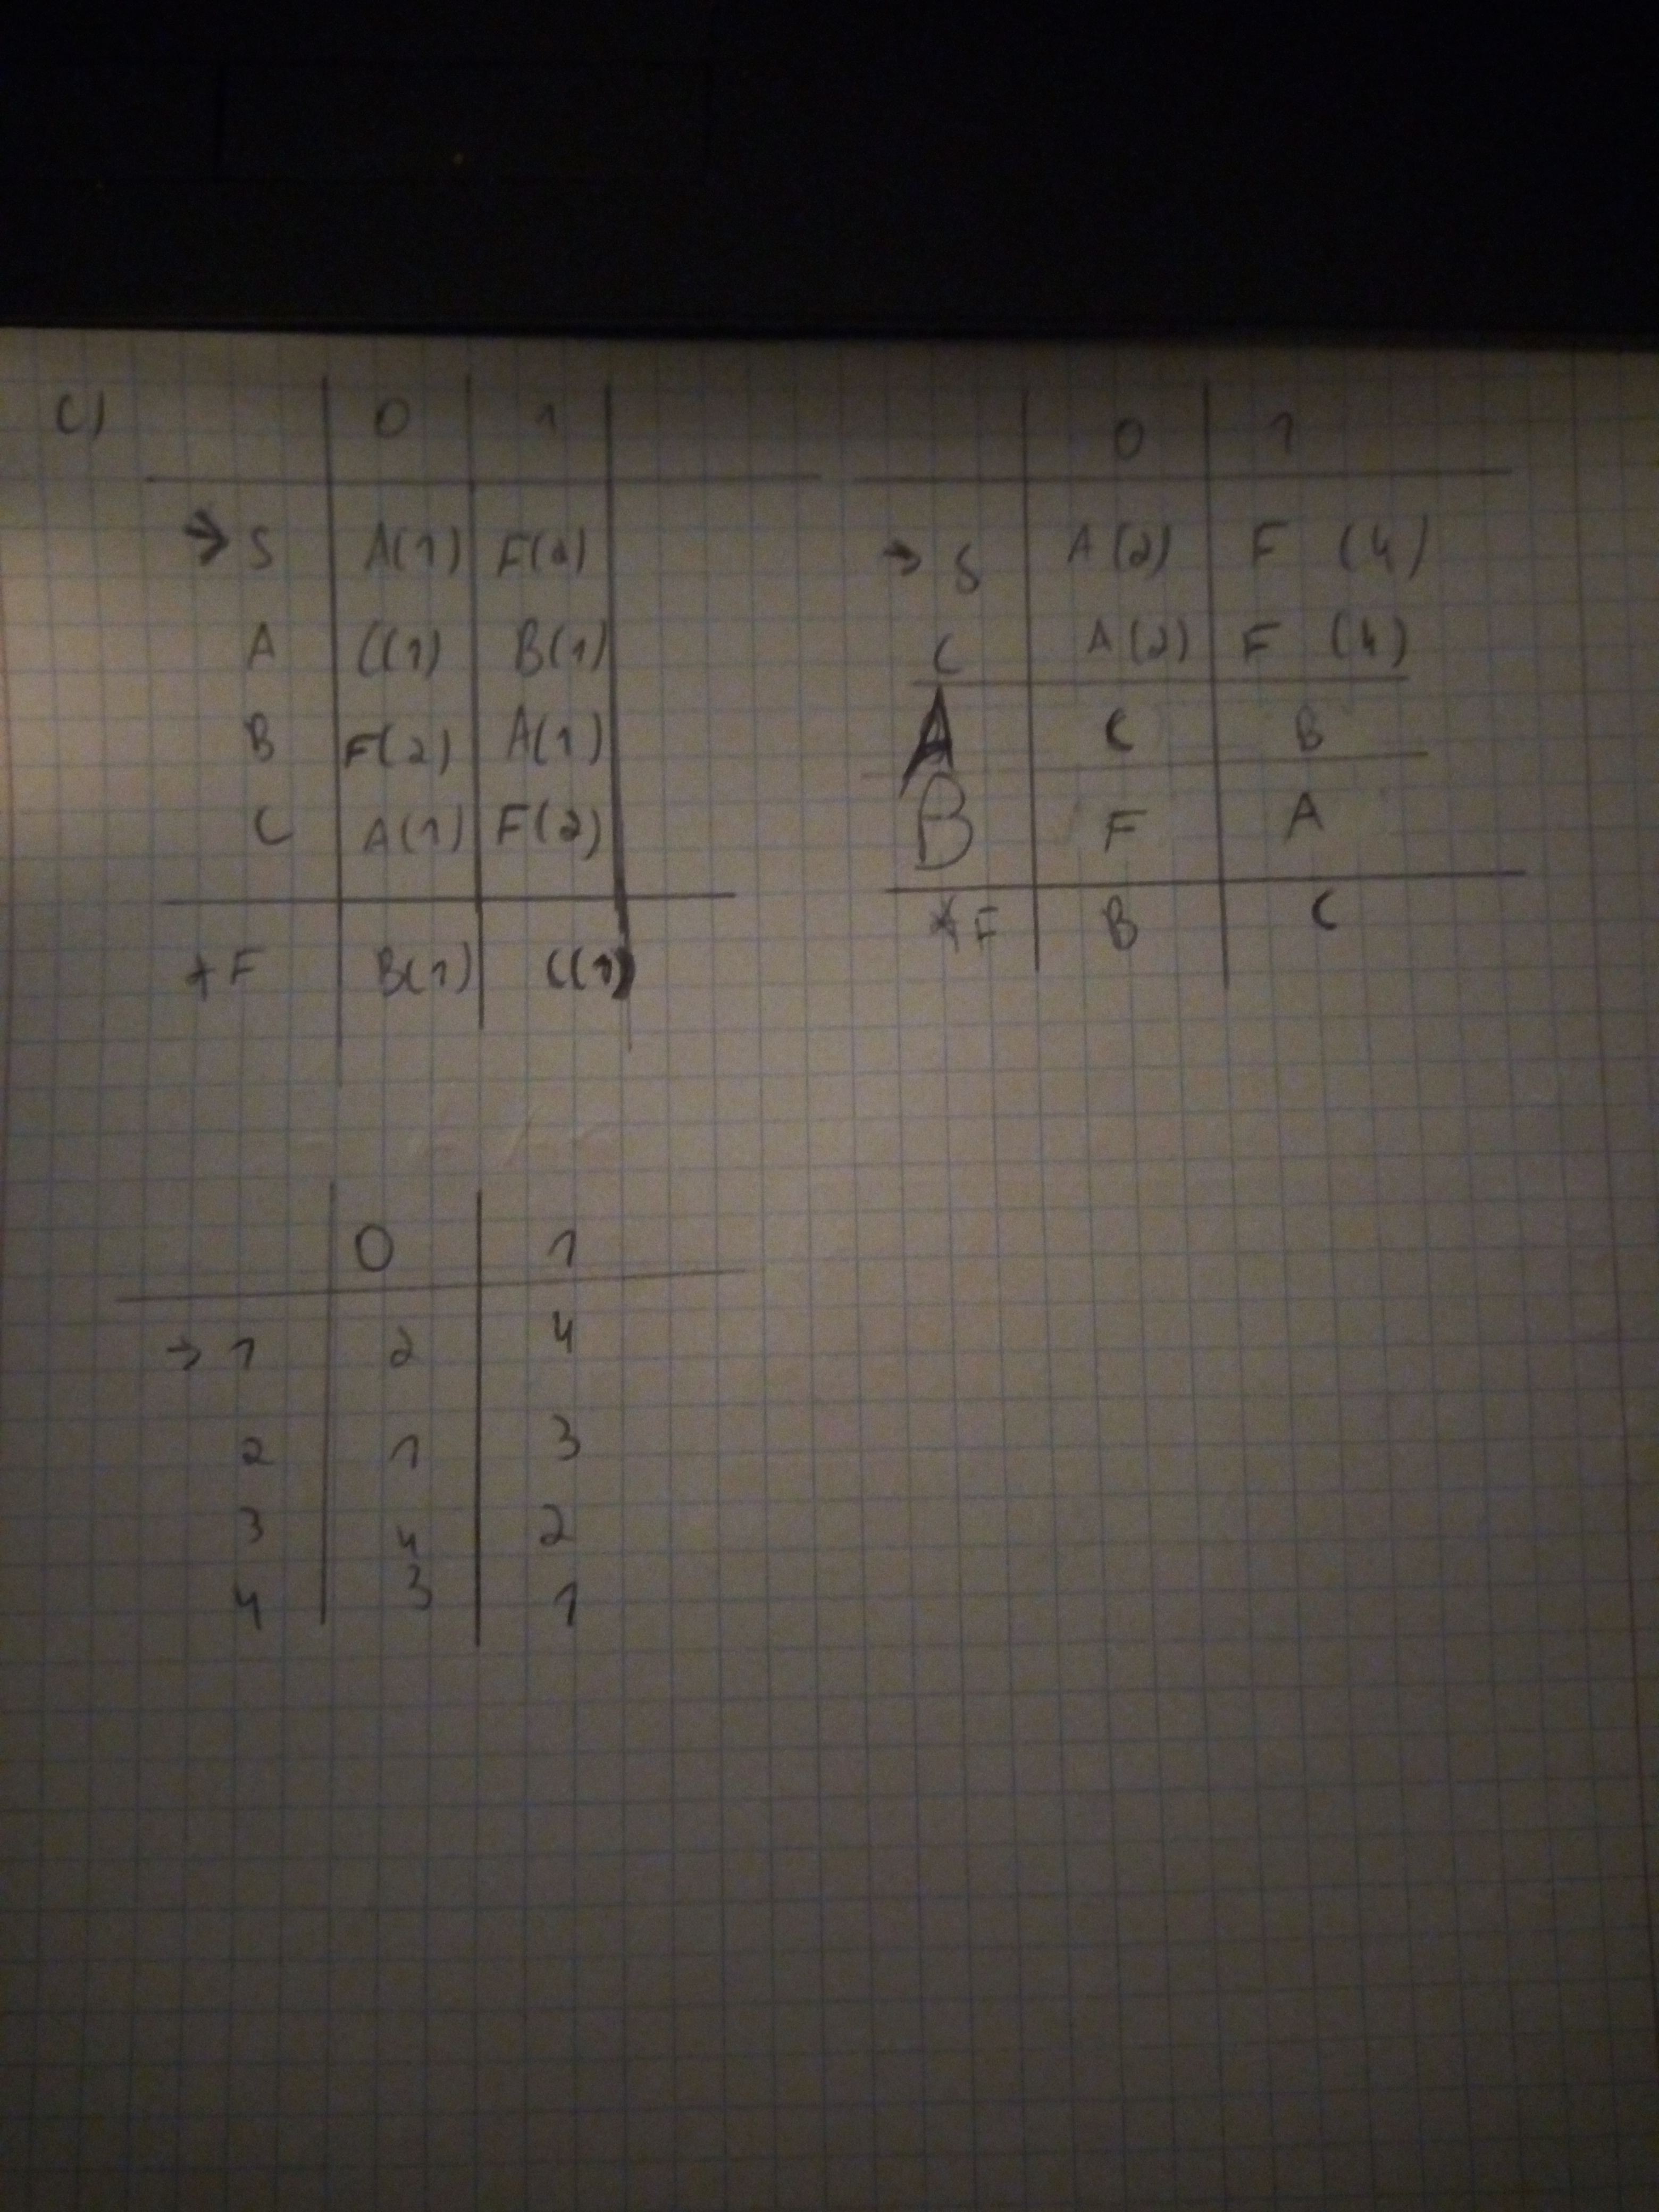 c) 0 1
→ S A(1) F(2)
A C(1) B(1)
B F(2) A(1)
C A(1) F(2)
* F B(1) C(1)
0 1
→ S A(2) F (4)
C A(2) F (4)
A C B
B F A
* F B C
0 1
→ 1 2 4
2 1 3
3 4 2
4 3 1